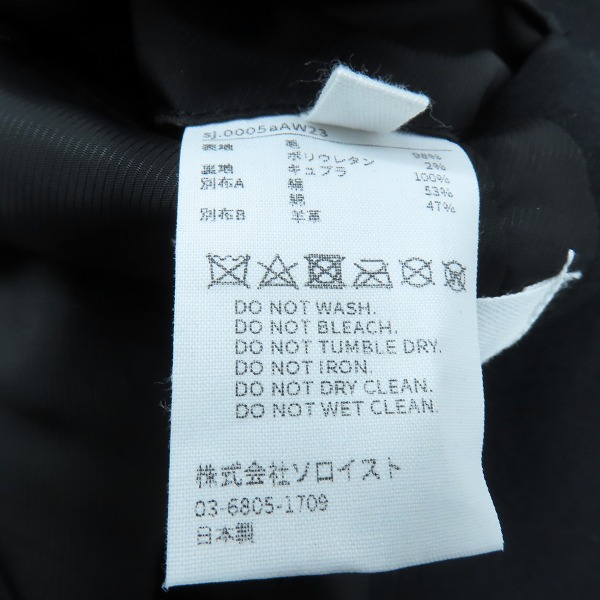 sj.0005aAW23
表地 毛 98%
ポリウレタン 2%
裏地 キュプラ 100%
別布A 絹 53%
綿 47%
別布B 羊革
DO NOT WASH.
DO NOT BLEACH.
DO NOT TUMBLE DRY.
DO NOT IRON.
DO NOT DRY CLEAN.
DO NOT WET CLEAN.
株式会社ソロイスト
03-6805-1709
日本製